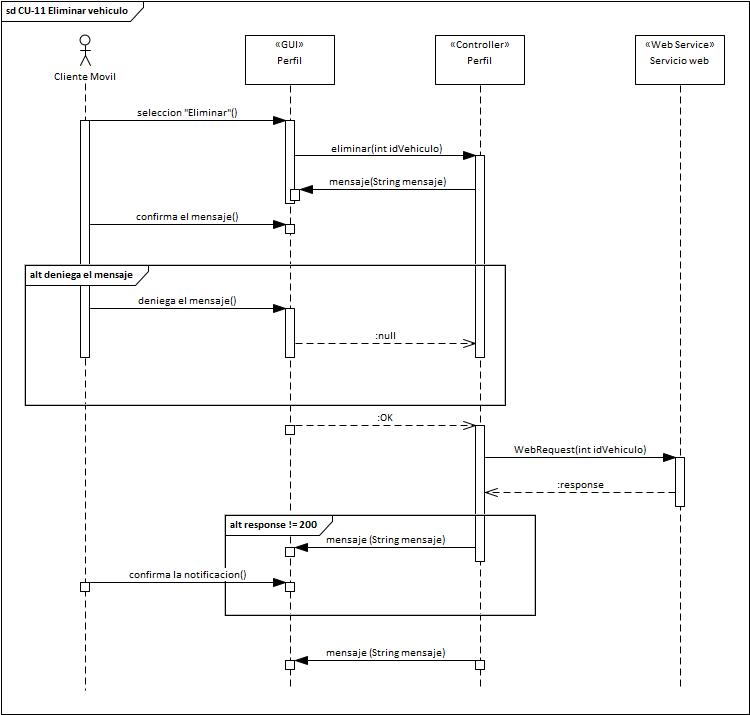 sd CU-11 Eliminar vehiculo
Cliente Movil
«GUI»
Perfil
«Controller»
Perfil
«Web Service»
Servicio web
seleccion "Eliminar"()
eliminar(int idVehiculo)
mensaje(String mensaje)
confirma el mensaje()
alt deniega el mensaje
deniega el mensaje()
:null
:OK
WebRequest(int idVehiculo)
:response
alt response != 200
mensaje (String mensaje)
confirma la notificacion()
mensaje (String mensaje)